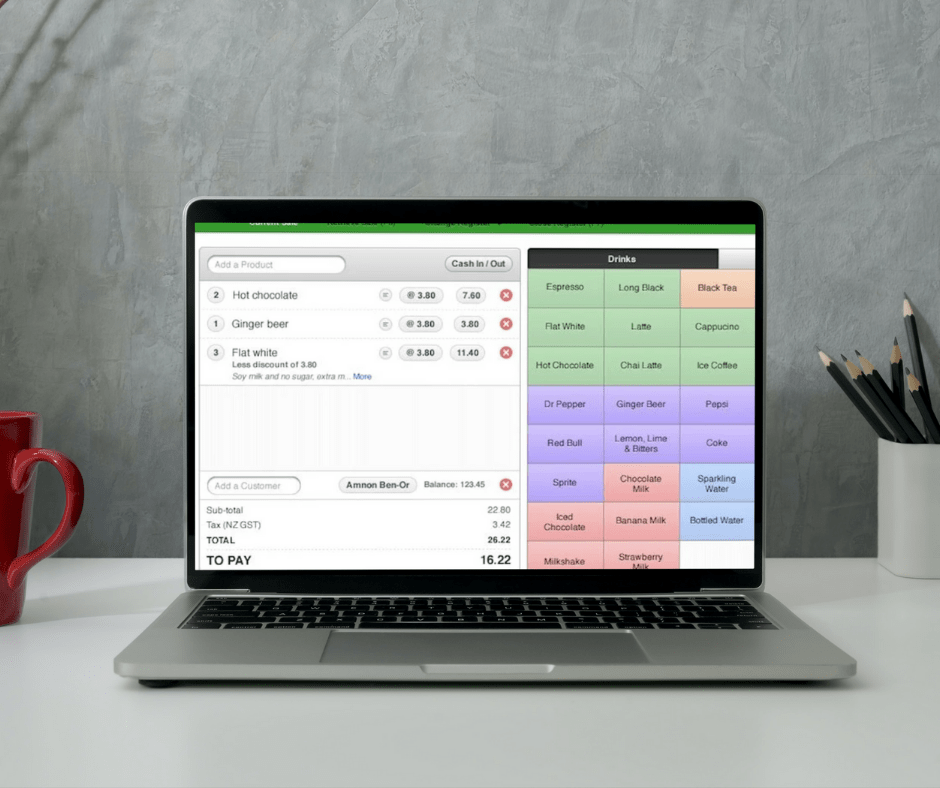 Current Sale
Add a Product
Cash In / Out
2 Hot chocolate @ 3.80 7.60
1 Ginger beer @ 3.80 3.80
3 Flat white @ 3.80 11.40
Less discount of 3.80
Soy milk and no sugar, extra m... More
Add a Customer
Amnon Ben-Or Balance: 123.45
Sub-total 22.80
Tax (NZ GST) 3.42
TOTAL 26.22
TO PAY 16.22
Drinks
Espresso
Long Black
Black Tea
Flat White
Latte
Cappucino
Hot Chocolate
Chai Latte
Ice Coffee
Dr Pepper
Ginger Beer
Pepsi
Red Bull
Lemon, Lime
& Bitters
Coke
Sprite
Chocolate
Milk
Sparkling
Water
Iced
Chocolate
Banana Milk
Bottled Water
Milkshake
Strawberry
Milk